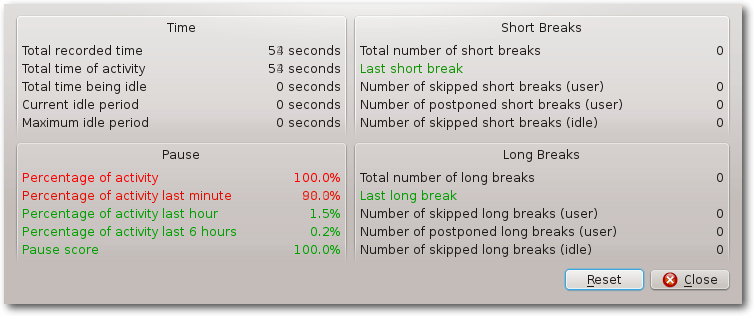 Time
Total recorded time seconds
Total time of activity seconds
Total time being idle 0 seconds
Current idle period 0 seconds
Maximum idle period 0 seconds
Short Breaks
Total number of short breaks 0
Last short break
Number of skipped short breaks (user) 0
Number of postponed short breaks (user) 0
Number of skipped short breaks (idle) 0
Pause
Percentage of activity 100.0%
Percentage of activity last minute
Percentage of activity last hour 1.5%
Percentage of activity last 6 hours 0.2%
Pause score 100.0%
Long Breaks
Total number of long breaks 0
Last long break
Number of skipped long breaks (user) 0
Number of postponed long breaks (user) 0
Number of skipped long breaks (idle) 0
Reset
Close